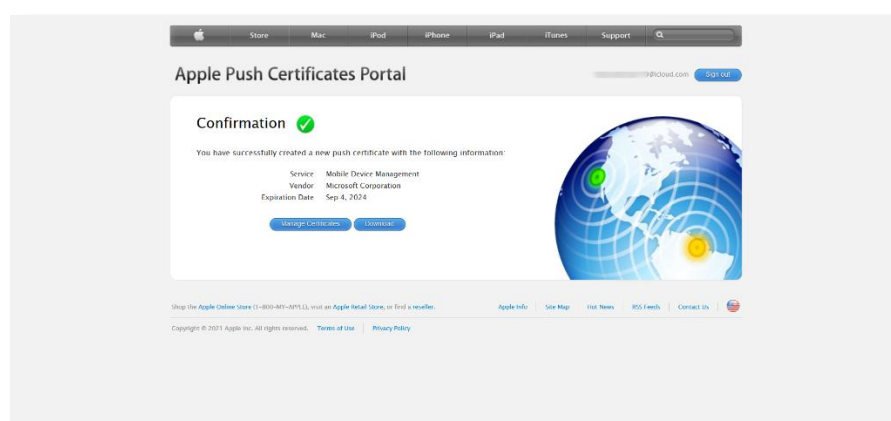 Store Mac iPod iPhone iPad iTunes Support
Apple Push Certificates Portal
Sign out
Confirmation
You have successfully created a new push certificate with the following information:
Service Mobile Device Management
Vendor Microsoft Corporation
Expiration Date Sep 4, 2024
Manage Certificates Download
Shop the Apple Online Store (1-800-MY-APPLE), visit an Apple Retail Store, or find a reseller.
Apple Info Site Map Hot News RSS Feeds Contact Us
Copyright © 2021 Apple Inc. All rights reserved. Terms of Use Privacy Policy